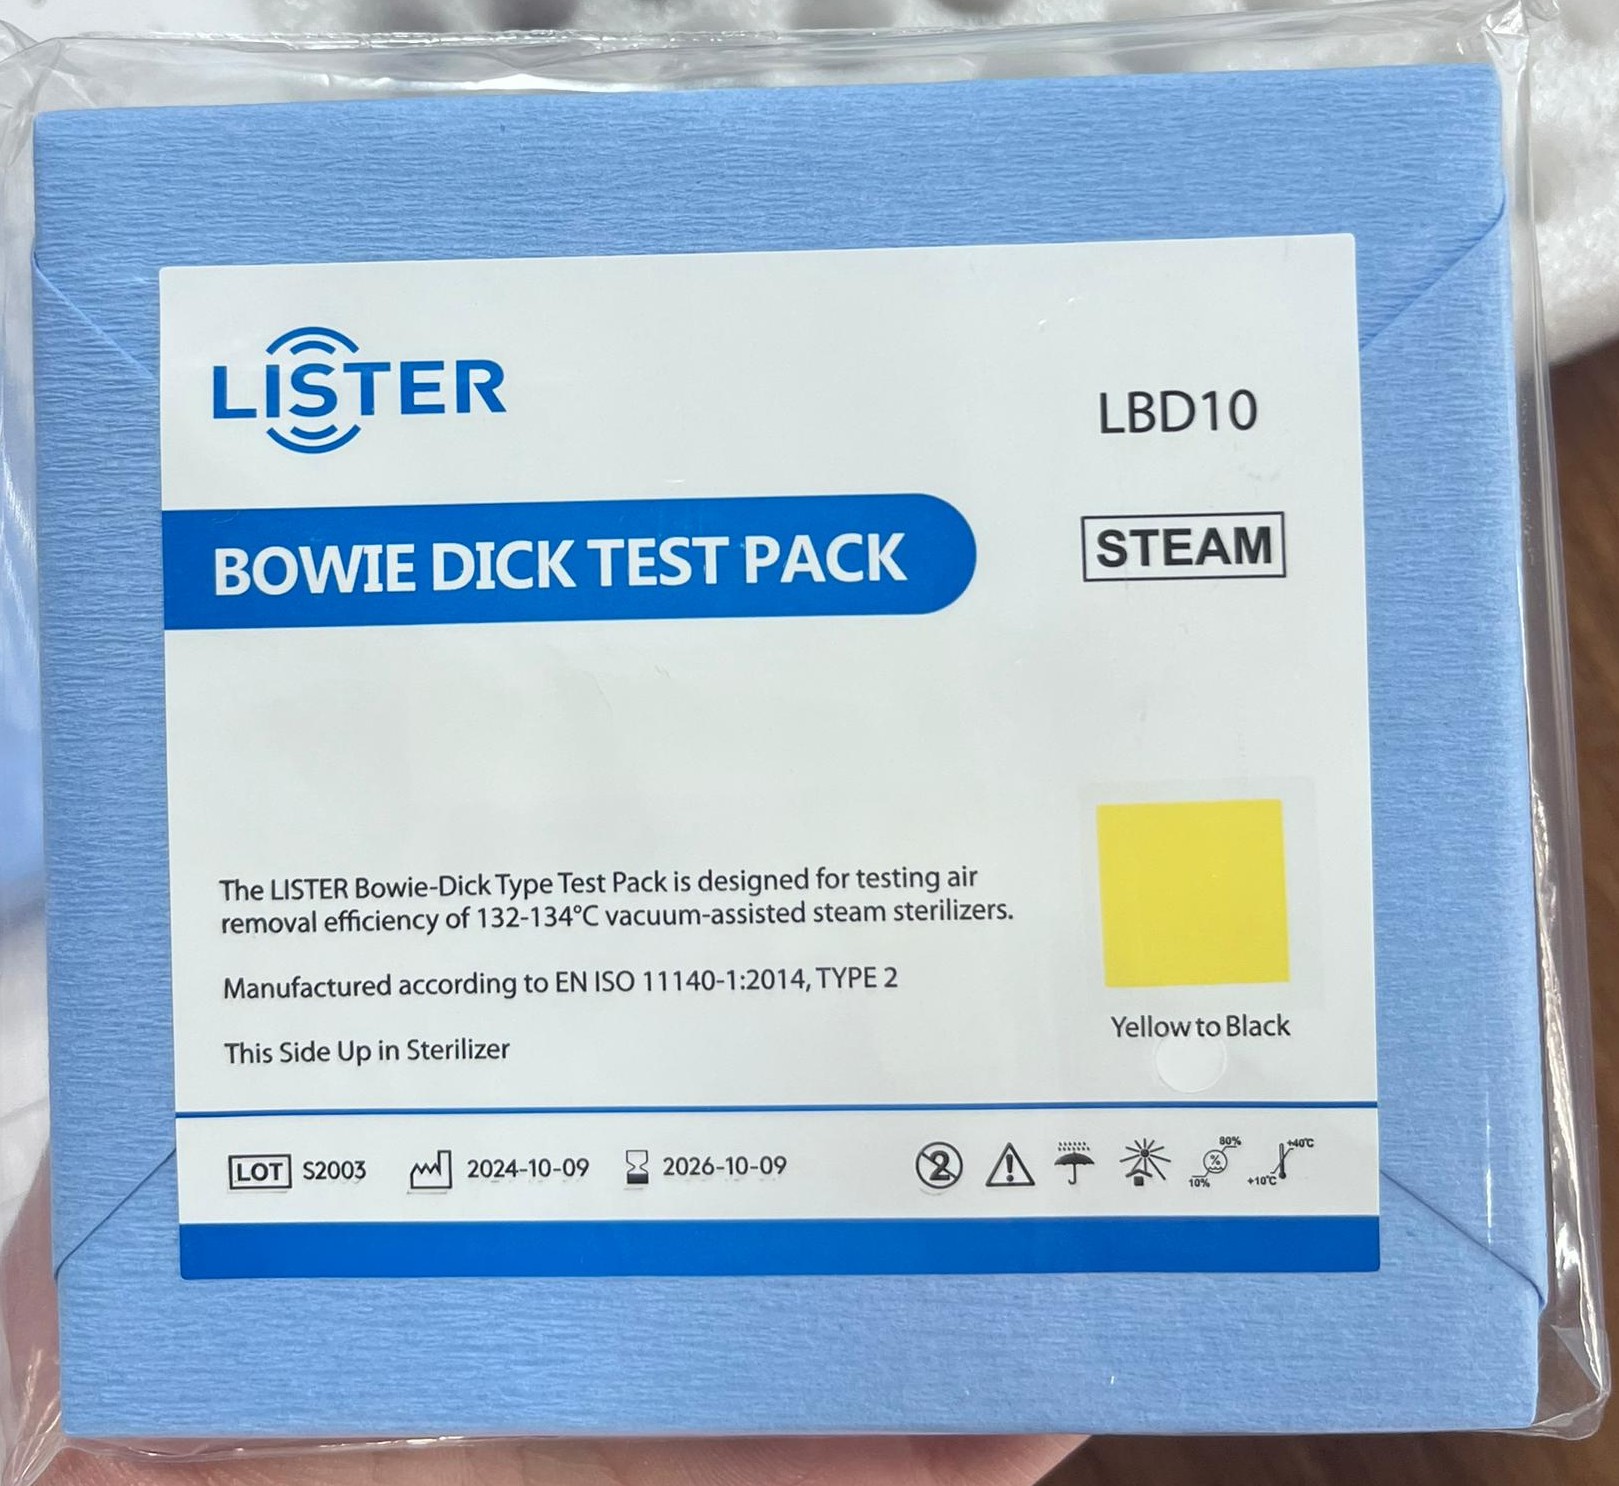 LISTER
LBD10
BOWIE DICK TEST PACK
STEAM
The LISTER Bowie-Dick Type Test Pack is designed for testing air
removal efficiency of 132-134°C vacuum-assisted steam sterilizers.
Manufactured according to EN ISO 11140-1:2014, TYPE 2
This Side Up in Sterilizer
Yellow to Black
LOT S2003 2024-10-09 2026-10-09
2
10% % 80%
+10°C +40°C